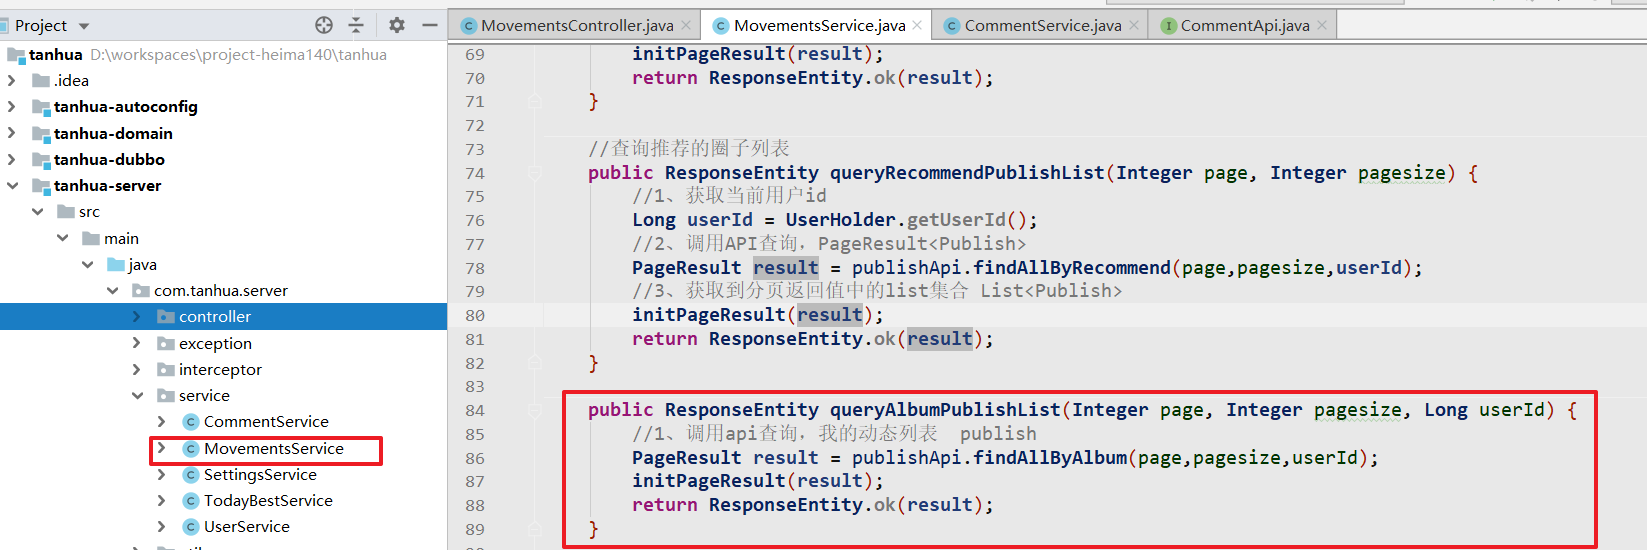 Project
tanhua D:\workspaces\project-heima140\tanhua
.idea
tanhua-autoconfig
tanhua-domain
tanhua-dubbo
tanhua-server
src
main
java
com.tanhua.server
controller
exception
interceptor
service
CommentService
MovementsService
SettingsService
TodayBestService
UserService
MovementsController.java MovementsService.java CommentService.java CommentApi.java
69 initPageResult(result);
70 return ResponseEntity.ok(result);
71 }
72
73 //查询推荐的圈子列表
74 public ResponseEntity queryRecommendPublishList(Integer page, Integer pagesize) {
75 //1、获取当前用户id
76 Long userId = UserHolder.getUserId();
77 //2、调用API查询，PageResult<Publish>
78 PageResult result = publishApi.findAllByRecommend(page,pagesize,userId);
79 //3、获取到分页返回值中的list集合 List<Publish>
80 initPageResult(result);
81 return ResponseEntity.ok(result);
82 }
83
84 public ResponseEntity queryAlbumPublishList(Integer page, Integer pagesize, Long userId) {
85 //1、调用api查询，我的动态列表 publish
86 PageResult result = publishApi.findAllByAlbum(page,pagesize,userId);
87 initPageResult(result);
88 return ResponseEntity.ok(result);
89 }